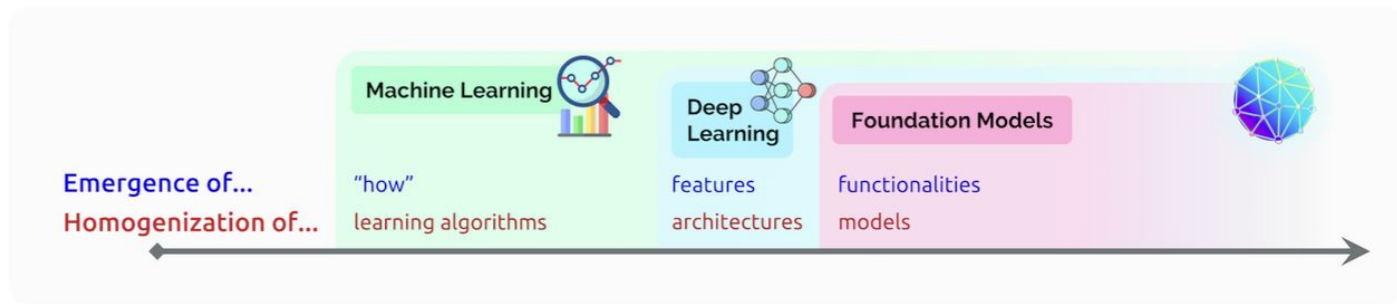 Machine Learning
Deep
Learning
Foundation Models
Emergence of... “how” features functionalities
Homogenization of... learning algorithms architectures models